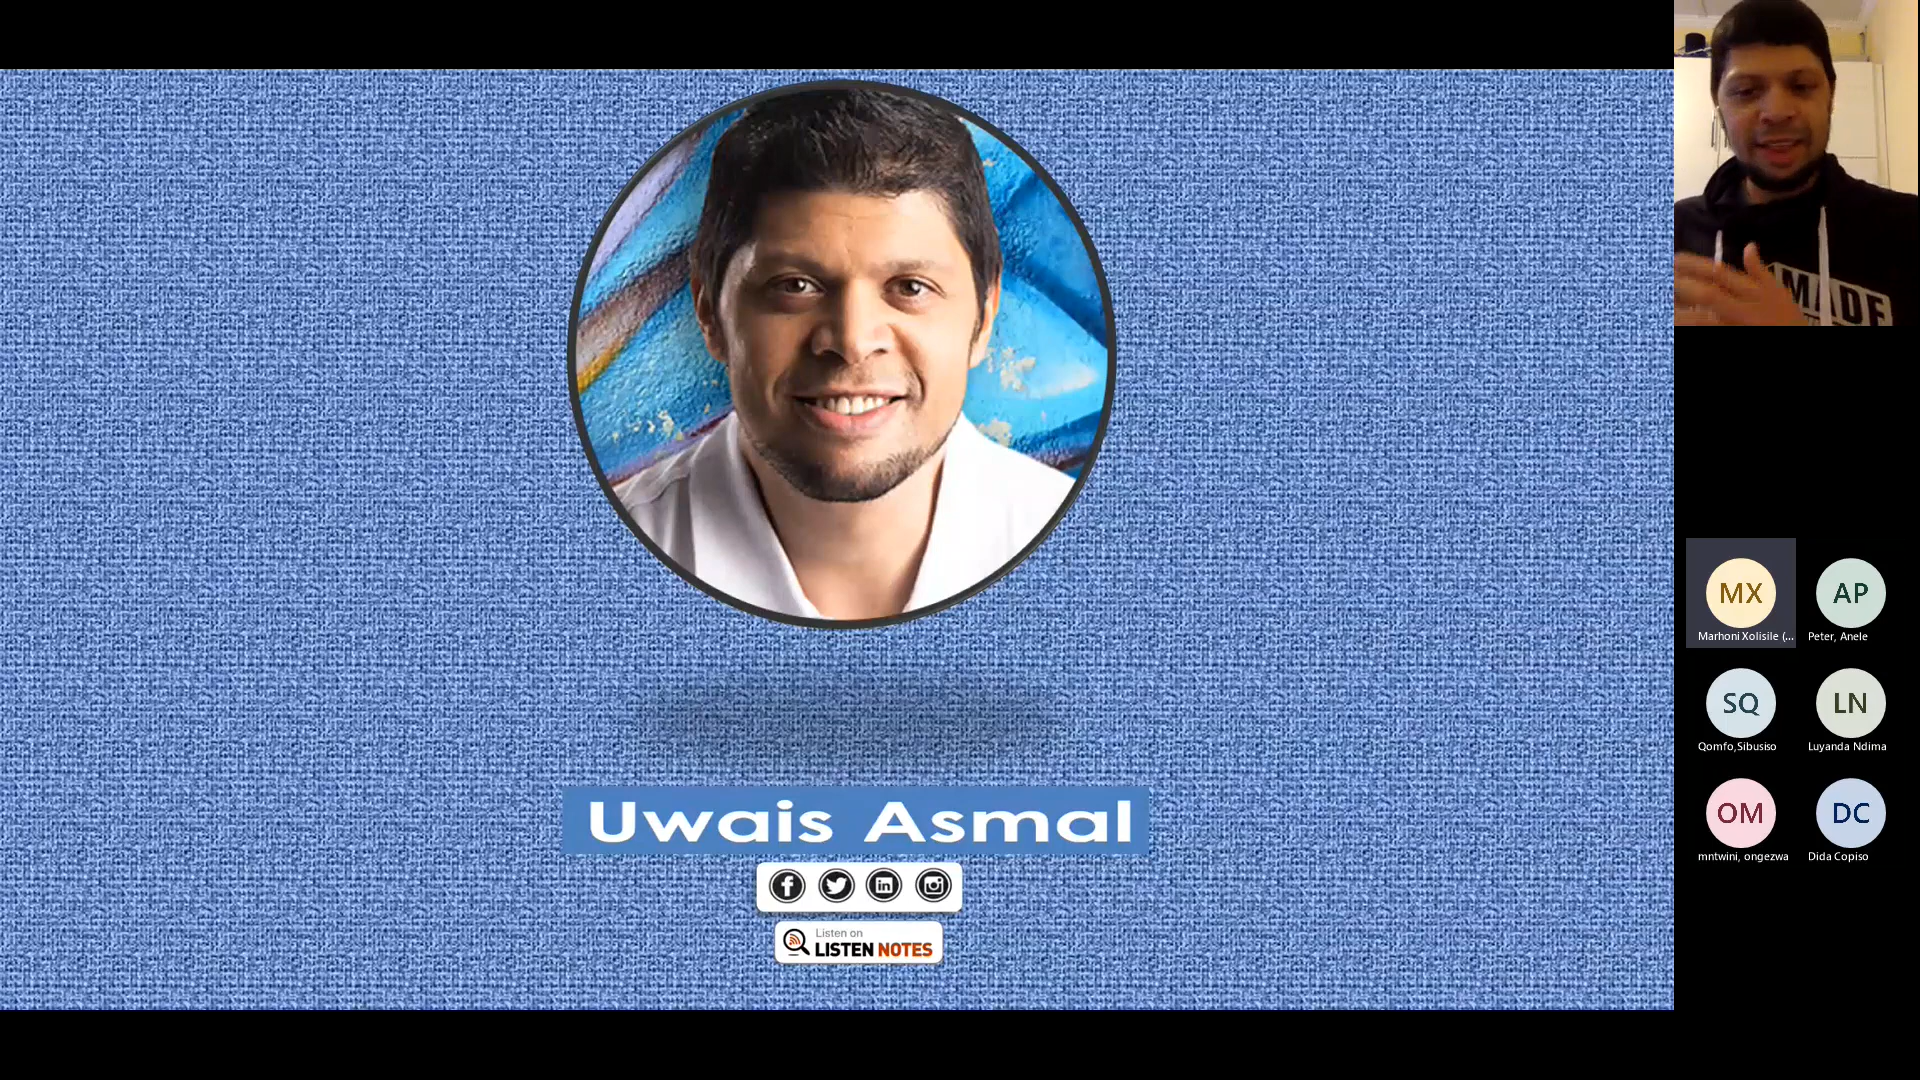 Uwais Asmal
Listen on
LISTEN NOTES
MADE
MX
AP
Marhoni Xolisile (...
Peter, Anele
SQ
LN
Qomfo,Sibusiso
Luyanda Ndima
OM
DC
mntwini, ongezwa
Dida Copiso